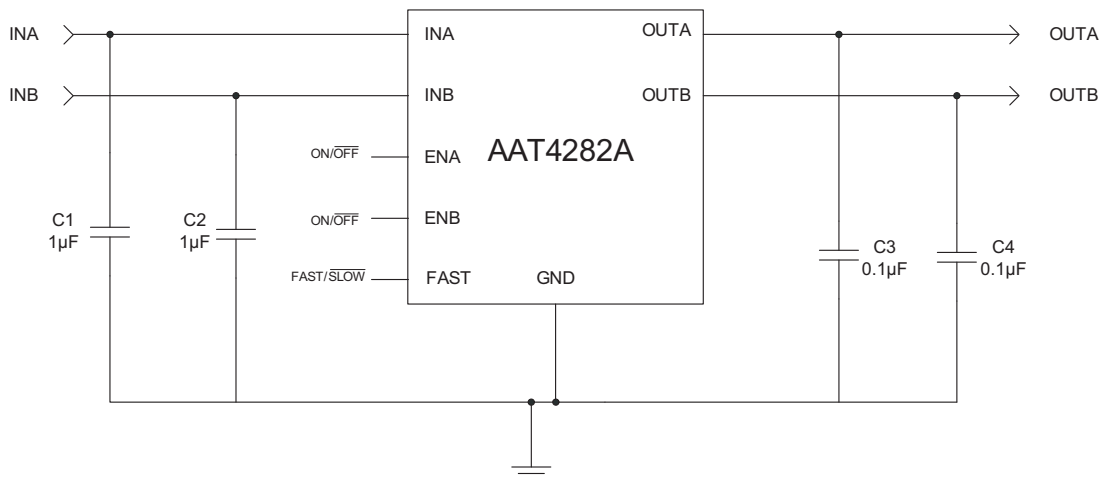 INA
INA
OUTA
OUTA
INB
INB
OUTB
OUTB
AAT4282A
ON/OFF
ENA
ON/OFF
ENB
C1
1µF
C2
1µF
C3
0.1µF
C4
0.1µF
FAST/SLOW
FAST
GND